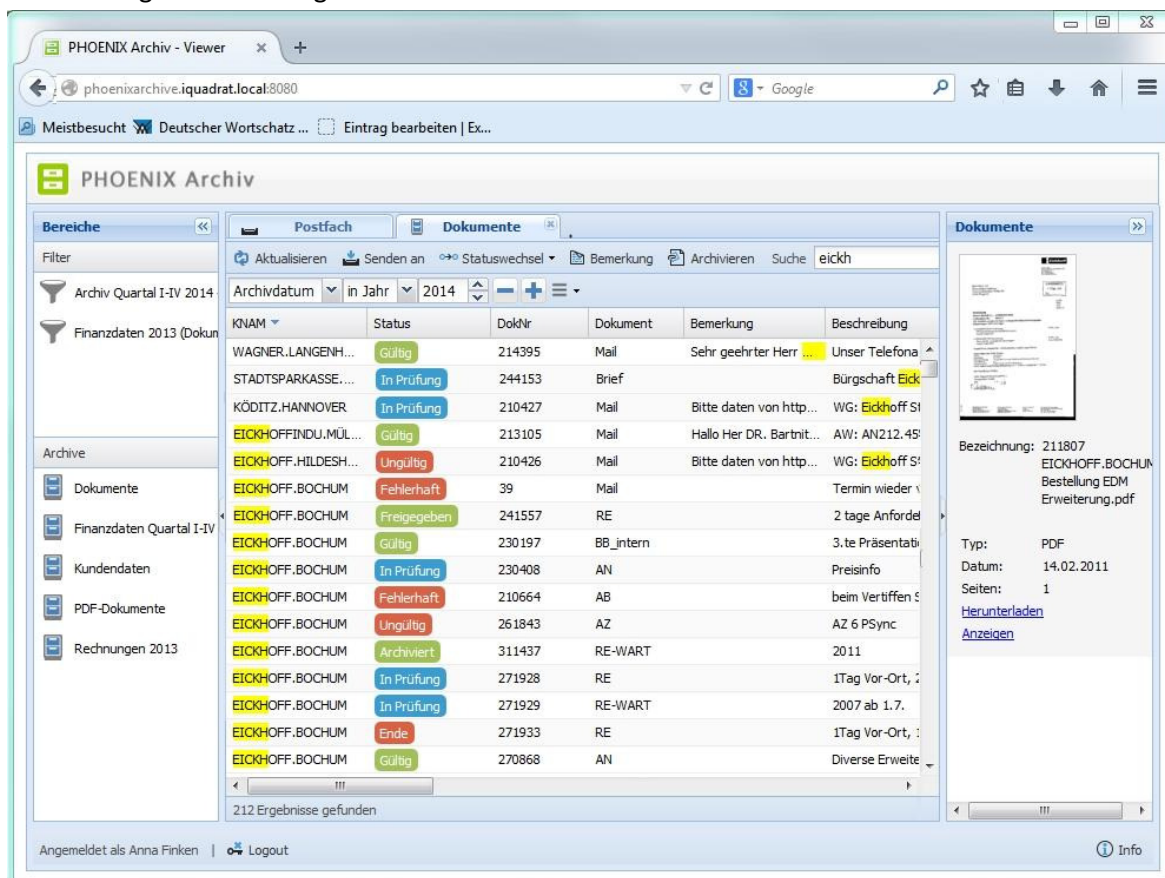 PHOENIX Archiv - Viewer
phoenixarchive.iquadrat.local:8080
Google
Meistbesucht Deutscher Wortschatz ... Eintrag bearbeiten | Ex...
PHOENIX Archiv
Bereiche
Filter
Archiv Quartal I-IV 2014
Finanzdaten 2013 (Dokun
Archive
Dokumente
Finanzdaten Quartal I-IV
Kundendaten
PDF-Dokumente
Rechnungen 2013
Postfach Dokumente
Aktualisieren Senden an Statuswechsel Bemerkung Archivieren Suche eickh
Archivdatum in Jahr 2014
KNAM Status DokNr Dokument Bemerkung Beschreibung
WAGNER.LANGENH... Gültig 214395 Mail Sehr geehrter Herr ... Unser Telefona
STADTSPARKASSE.... In Prüfung 244153 Brief Bürgschaft Eick
KÖDITZ.HANNOVER In Prüfung 210427 Mail Bitte daten von http... WG: Eickhoff St
EICKHOFFINDU.MÜL... Gültig 213105 Mail Hallo Her DR. Bartnit... AW: AN212.45
EICKHOFF.HILDESH... Ungültig 210426 Mail Bitte daten von http... WG: Eickhoff S
EICKHOFF.BOCHUM Fehlerhaft 39 Mail Termin wieder
EICKHOFF.BOCHUM Freigegeben 241557 RE 2 tage Anforde
EICKHOFF.BOCHUM Gültig 230197 BB_intern 3.te Präsentati
EICKHOFF.BOCHUM In Prüfung 230408 AN Preisinfo
EICKHOFF.BOCHUM Fehlerhaft 210664 AB beim Vertiffen S
EICKHOFF.BOCHUM Ungültig 261843 AZ AZ 6 PSync
EICKHOFF.BOCHUM Archiviert 311437 RE-WART 2011
EICKHOFF.BOCHUM In Prüfung 271928 RE 1Tag Vor-Ort, 2
EICKHOFF.BOCHUM In Prüfung 271929 RE-WART 2007 ab 1.7.
EICKHOFF.BOCHUM Ende 271933 RE 1Tag Vor-Ort, 1
EICKHOFF.BOCHUM Gültig 270868 AN Diverse Erweite
212 Ergebnisse gefunden
Dokumente
Bezeichnung: 211807
EICKHOFF.BOCHUM
Bestellung EDM
Erweiterung.pdf
Typ: PDF
Datum: 14.02.2011
Seiten: 1
Herunterladen
Anzeigen
Angemeldet als Anna Finken | Logout
Info